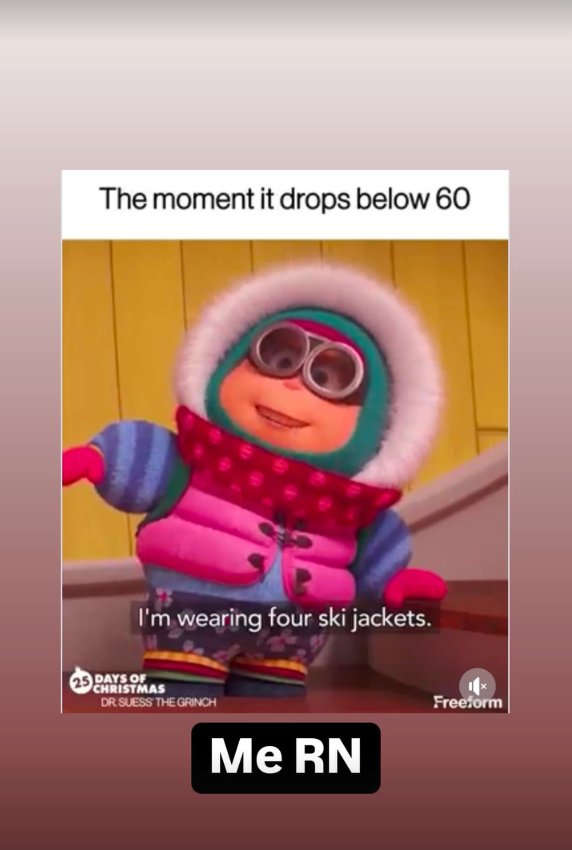 The moment it drops below 60
I'm wearing four ski jackets.
25 DAYS OF
CHRISTMAS
DR. SUESS' THE GRINCH
Freeform
Me RN